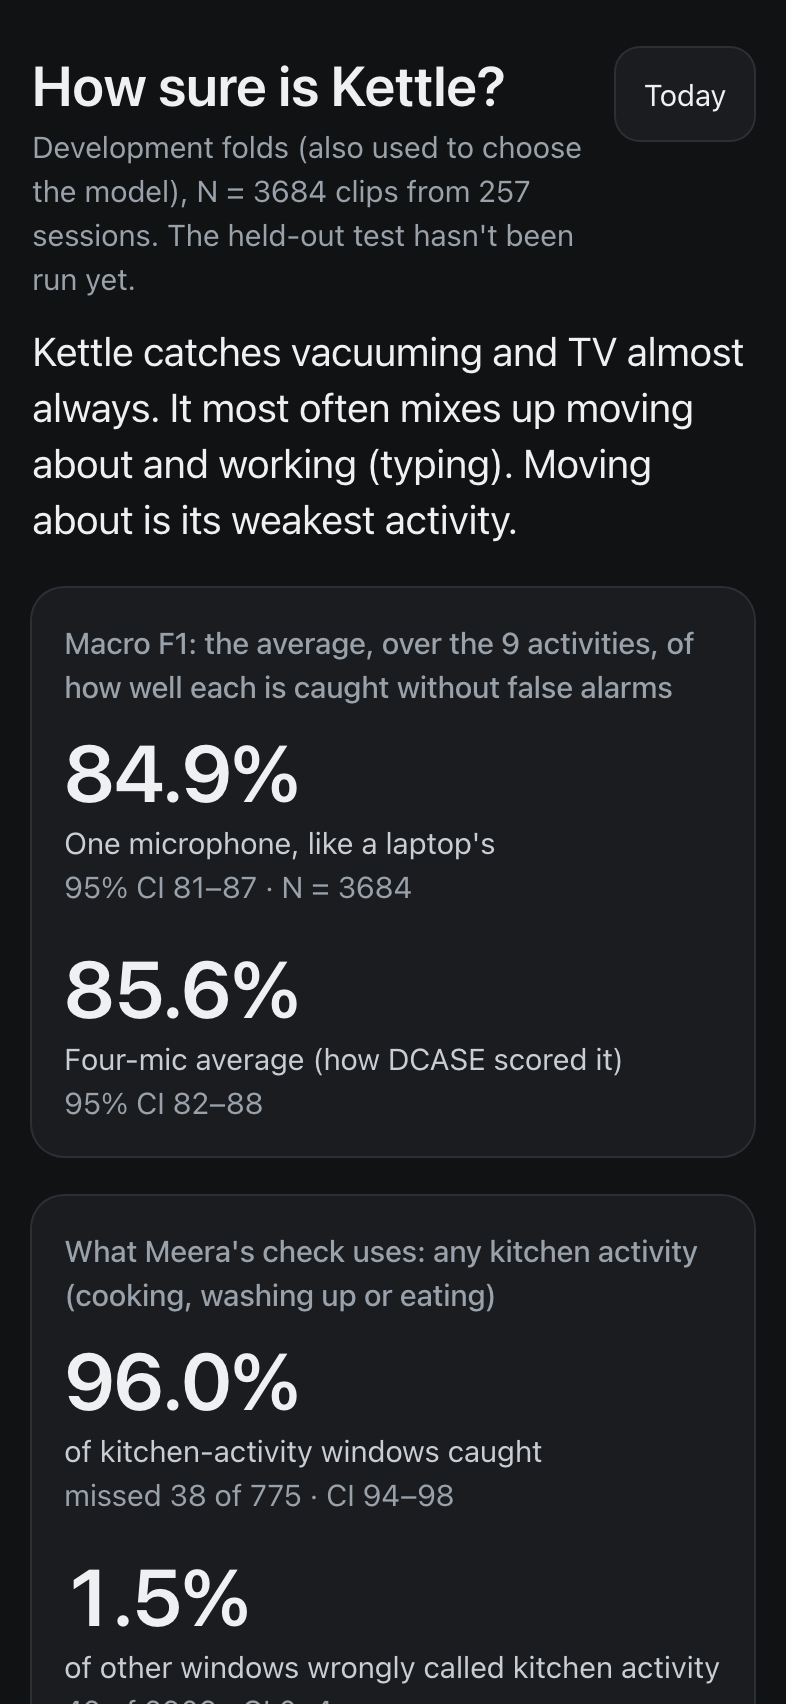 How sure is Kettle?
Today
Development folds (also used to choose
the model), N = 3684 clips from 257
sessions. The held-out test hasn't been
run yet.
Kettle catches vacuuming and TV almost
always. It most often mixes up moving
about and working (typing). Moving
about is its weakest activity.
Macro F1: the average, over the 9 activities, of
how well each is caught without false alarms
84.9%
One microphone, like a laptop's
95% CI 81–87 · N = 3684
85.6%
Four-mic average (how DCASE scored it)
95% CI 82–88
What Meera's check uses: any kitchen activity
(cooking, washing up or eating)
96.0%
of kitchen-activity windows caught
missed 38 of 775 · CI 94–98
1.5%
of other windows wrongly called kitchen activity